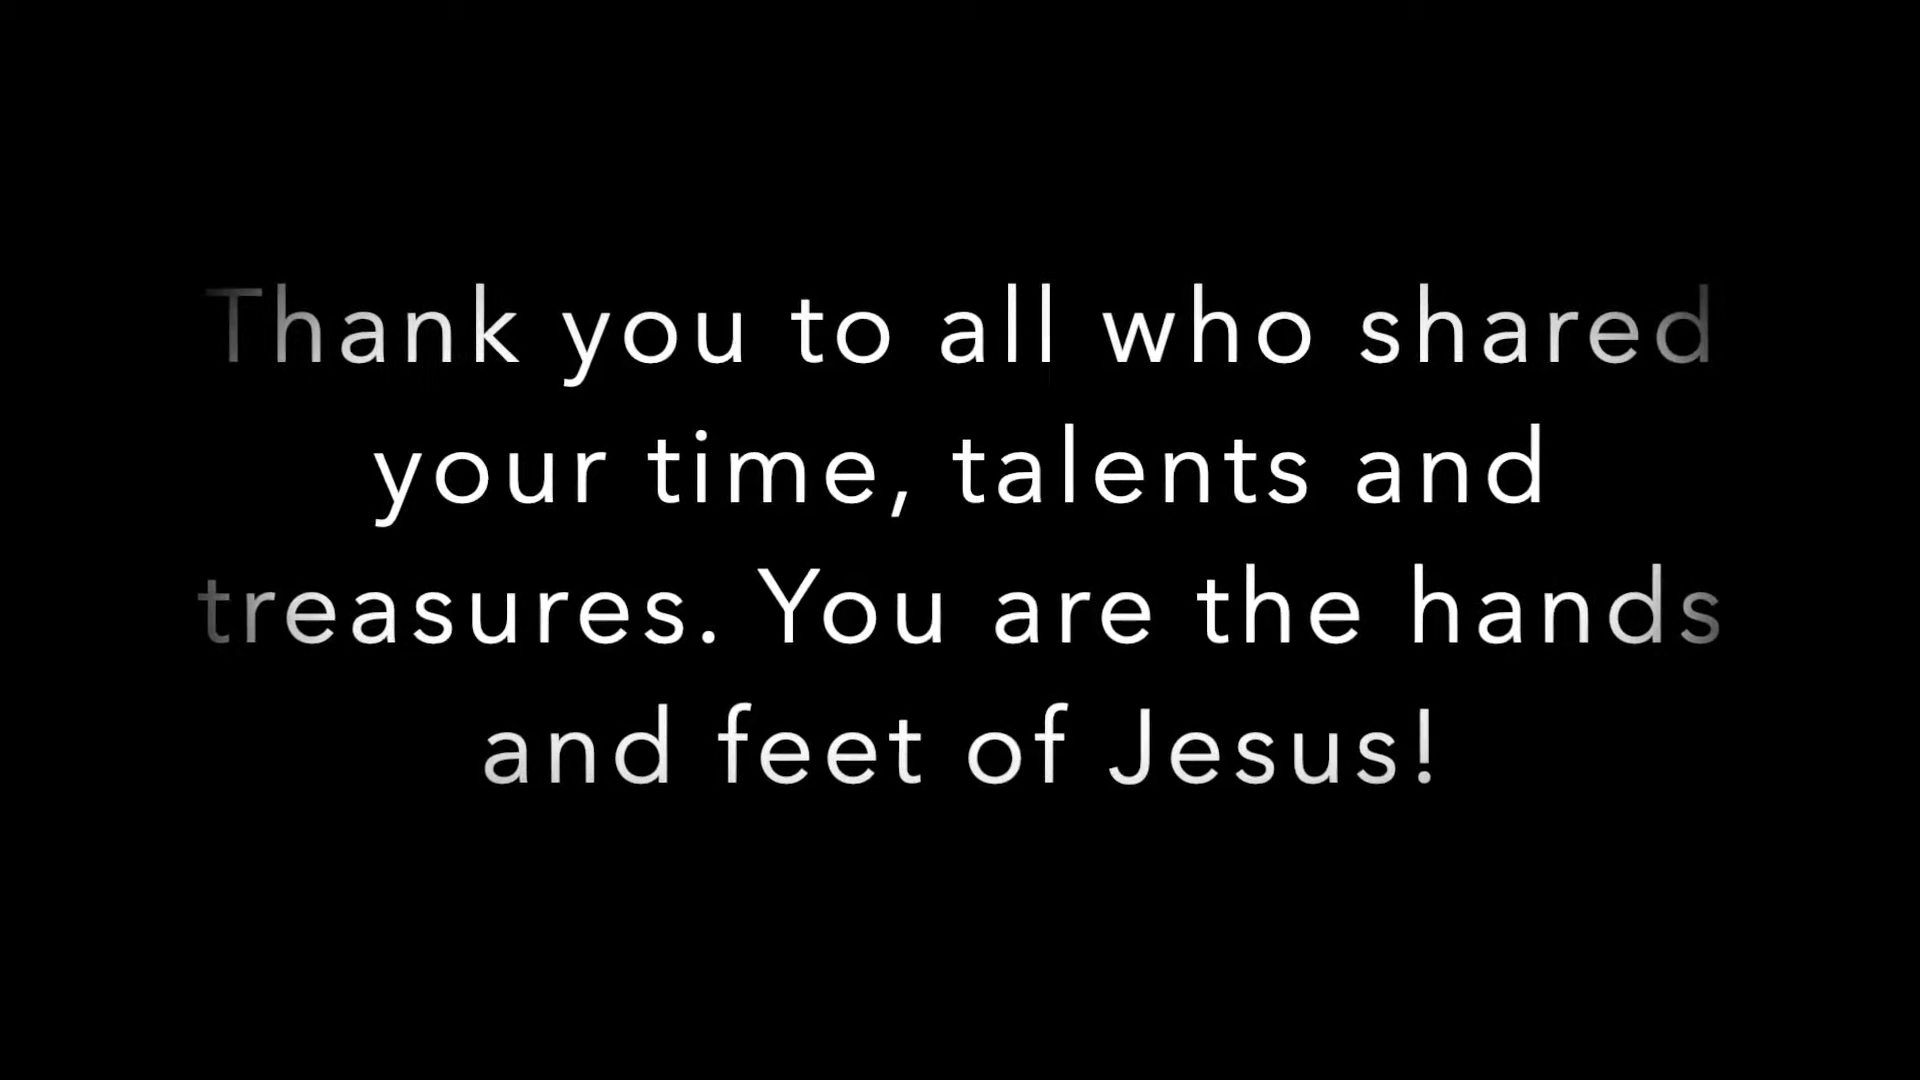 Thank you to all who shared
your time, talents and
treasures. You are the hands
and feet of Jesus!